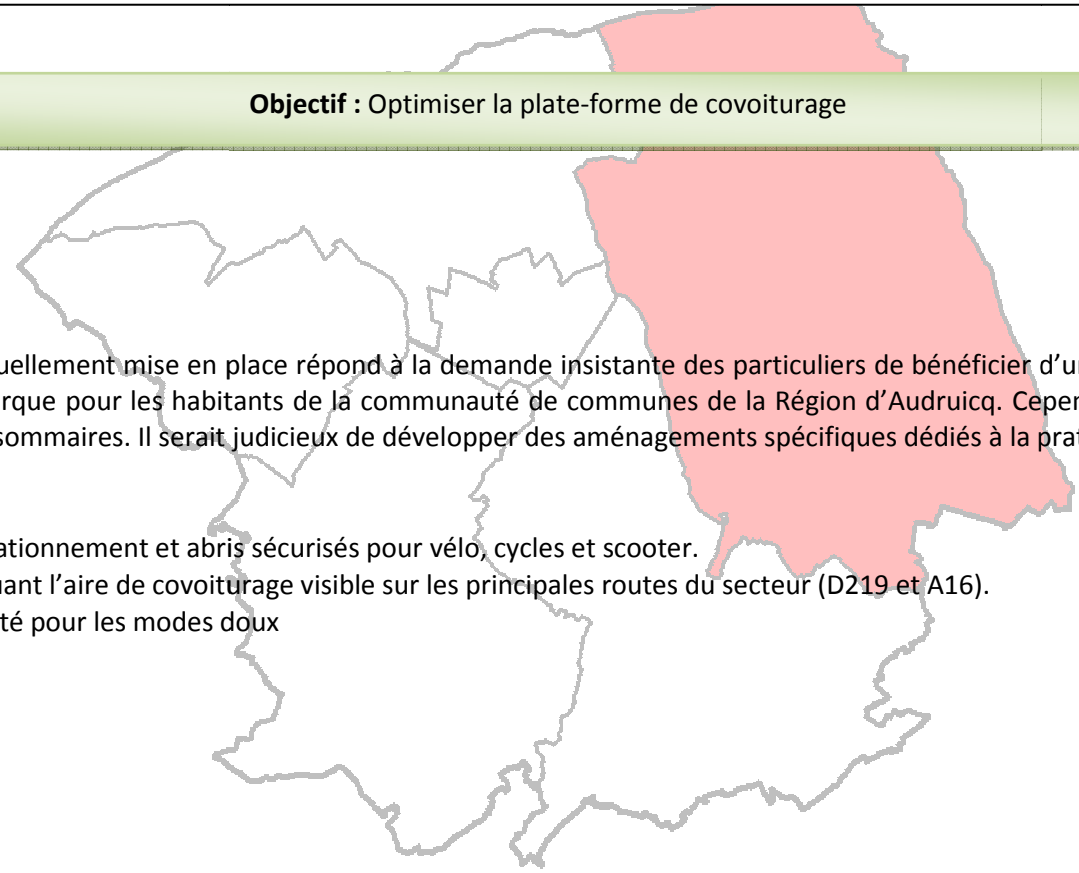 Objectif : Optimiser la plate-forme de covoiturage
uellement mise en place répond à la demande insistante des particuliers de bénéficier d'u
rque pour les habitants de la communauté de communes de la Région d'Audruicq. Cepe
sommaires. Il serait judicieux de développer des aménagements spécifiques dédiés à la prat
ationnement et abris sécurisés pour vélo, cycles et scooter.
uant l'aire de covoiturage visible sur les principales routes du secteur (D219 et A16).
té pour les modes doux